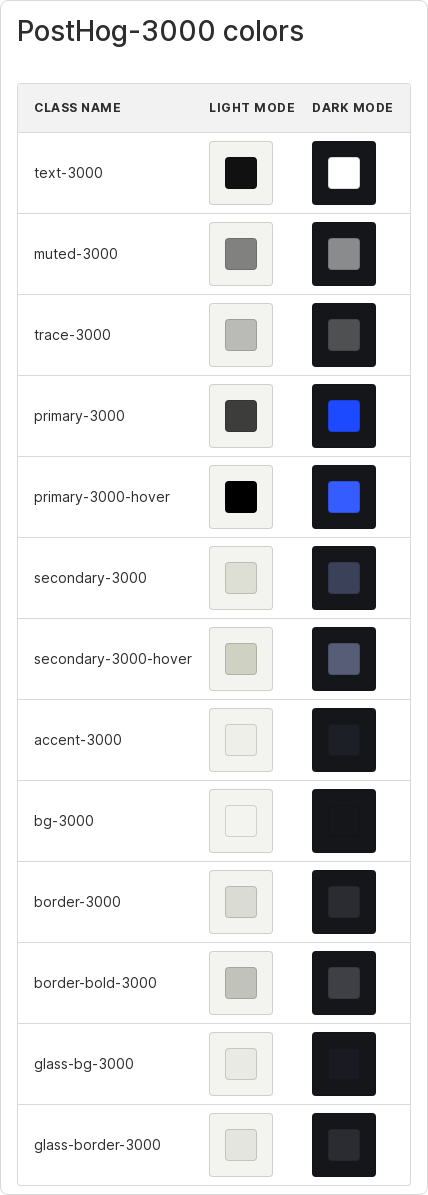 PostHog-3000 colors
CLASS NAME LIGHT MODE DARK MODE
text-3000
muted-3000
trace-3000
primary-3000
primary-3000-hover
secondary-3000
secondary-3000-hover
accent-3000
bg-3000
border-3000
border-bold-3000
glass-bg-3000
glass-border-3000